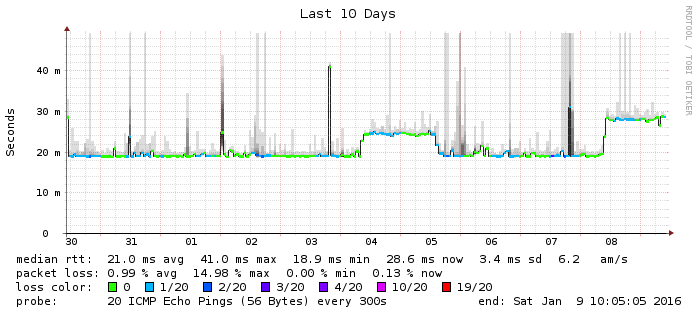 Last 10 Days
RRDTOOL / TOBI OETIKER
Seconds
40 m
30 m
20 m
10 m
0
30 31 01 02 03 04 05 06 07 08
median rtt: 21.0 ms avg 41.0 ms max 18.9 ms min 28.6 ms now 3.4 ms sd 6.2 am/s
packet loss: 0.99 % avg 14.98 % max 0.00 % min 0.13 % now
loss color: 0 1/20 2/20 3/20 4/20 10/20 19/20
probe: 20 ICMP Echo Pings (56 Bytes) every 300s end: Sat Jan 9 10:05:05 2016